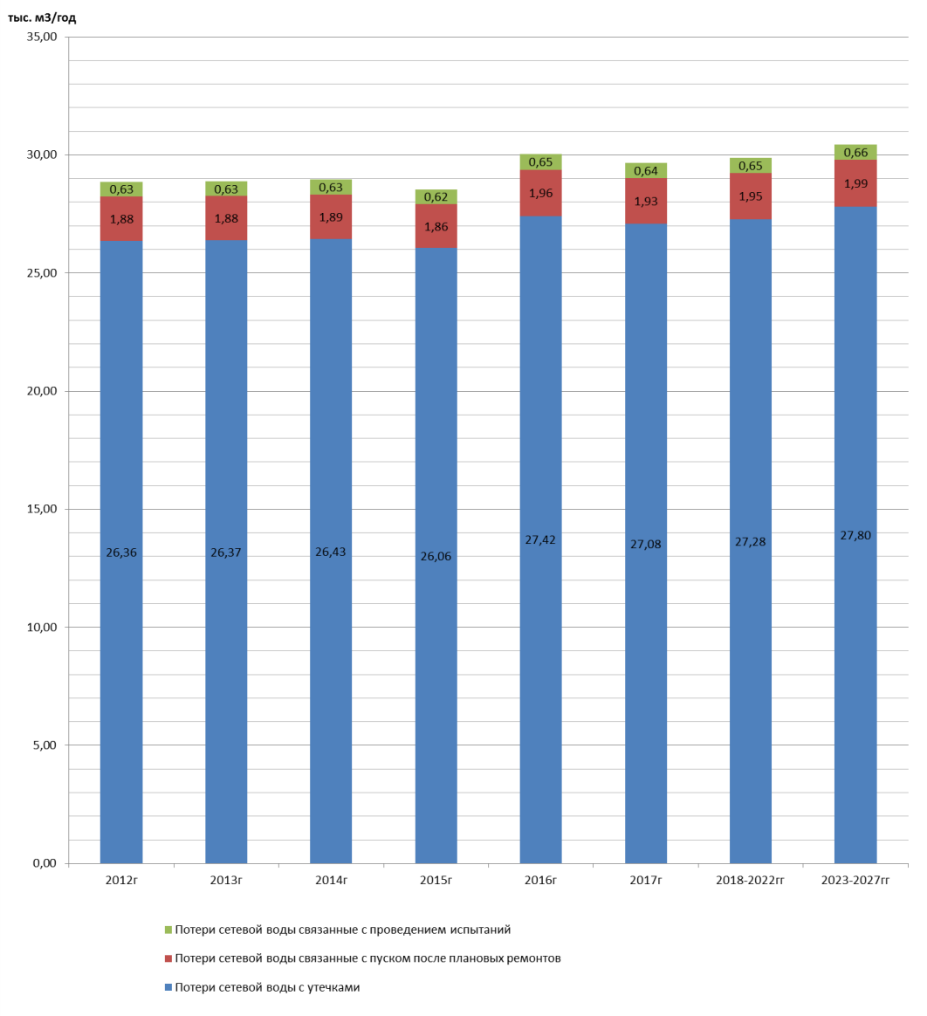 тыс. м3/год
35,00
30,00
25,00
20,00
15,00
10,00
5,00
0,00
0,63 0,63 0,63 0,62 0,65 0,64 0,65 0,66
1,88 1,88 1,89 1,86 1,96 1,93 1,95 1,99
26,36 26,37 26,43 26,06 27,42 27,08 27,28 27,80
2012г 2013г 2014г 2015г 2016г 2017г 2018-2022гг 2023-2027гг
Потери сетевой воды связанные с проведением испытаний
Потери сетевой воды связанные с пуском после плановых ремонтов
Потери сетевой воды с утечками